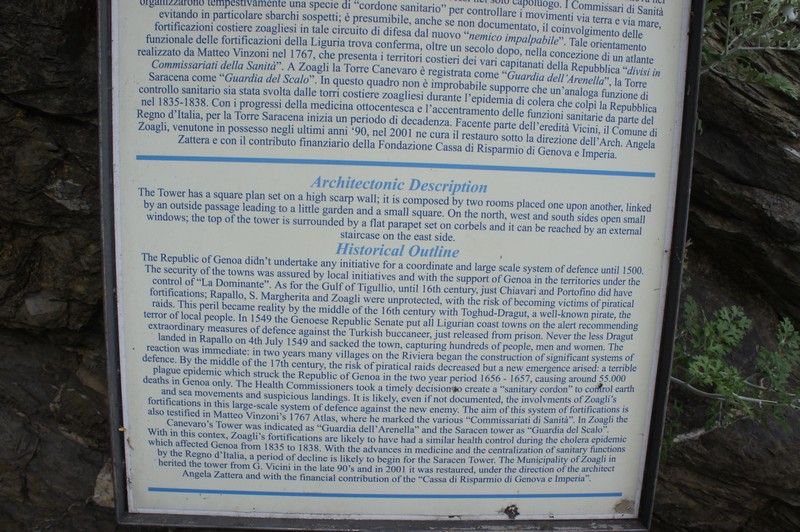 organizzarono tempestivamente una specie di “cordone sanitario” per controllare i movimenti via terra e via mare,
evitando in particolare sbarchi sospetti; è presumibile, anche se non documentato, il coinvolgimento delle
fortificazioni costiere zoagliesi in tale circuito di difesa dal nuovo “nemico impalpabile”. Tale orientamento
funzionale delle fortificazioni della Liguria trova conferma, oltre un secolo dopo, nella concezione di un atlante
realizzato da Matteo Vinzoni nel 1767, che presenta i territori costieri dei vari capitanati della Repubblica “divisi in
Commissariati della Sanità”. A Zoagli la Torre Canevaro è registrata come “Guardia dell’Arenella”, la Torre
Saracena come “Guardia del Scalo”. In questo quadro non è improbabile supporre che un’analoga funzione di
controllo sanitario sia stata svolta dalle torri costiere zoagliesi durante l’epidemia di colera che colpì la Repubblica
nel 1835-1838. Con i progressi della medicina ottocentesca e l’accentramento delle funzioni sanitarie da parte del
Regno d’Italia, per la Torre Saracena inizia un periodo di decadenza. Facente parte dell’eredità Vicini, il Comune di
Zoagli, venutone in possesso negli ultimi anni ‘90, nel 2001 ne cura il restauro sotto la direzione dell’Arch. Angela
Zattera e con il contributo finanziario della Fondazione Cassa di Risparmio di Genova e Imperia.
Architectonic Description
The Tower has a square plan set on a high scarp wall; it is composed by two rooms placed one upon another, linked
by an outside passage leading to a little garden and a small square. On the north, west and south sides open small
windows; the top of the tower is surrounded by a flat parapet set on corbels and it can be reached by an external
staircase on the east side.
Historical Outline
The Republic of Genoa didn’t undertake any initiative for a coordinate and large scale system of defence until 1500.
The security of the towns was assured by local initiatives and with the support of Genoa in the territories under the
control of “La Dominante”. As for the Gulf of Tigullio, until 16th century, just Chiavari and Portofino did have
fortifications; Rapallo, S. Margherita and Zoagli were unprotected, with the risk of becoming victims of piratical
raids. This peril became reality by the middle of the 16th century with Toghud-Dragut, a well-known pirate, the
terror of local people. In 1549 the Genoese Republic Senate put all Ligurian coast towns on the alert recommending
extraordinary measures of defence against the Turkish buccaneer, just released from prison. Never the less Dragut
landed in Rapallo on 4th July 1549 and sacked the town, capturing hundreds of people, men and women. The
reaction was immediate: in two years many villages on the Riviera began the construction of significant systems of
defence. By the middle of the 17th century, the risk of piratical raids decreased but a new emergence arised: a terrible
plague epidemic which struck the Republic of Genoa in the two year period 1656 - 1657, causing around 55.000
deaths in Genoa only. The Health Commissioners took a timely decision to create a “sanitary cordon” to control earth
and sea movements and suspicious landings. It is likely, even if not documented, the involvments of Zoagli’s
fortifications in this large-scale system of defence against the new enemy. The aim of this system of fortifications is
also testified in Matteo Vinzoni’s 1767 Atlas, where he marked the various “Commissariati di Sanità”. In Zoagli the
Canevaro’s Tower was indicated as “Guardia dell’Arenella” and the Saracen tower as “Guardia del Scalo”.
With in this contex, Zoagli’s fortifications are likely to have had a similar health control during the cholera epidemic
which affected Genoa from 1835 to 1838. With the advances in medicine and the centralization of sanitary functions
by the Regno d’Italia, a period of decline is likely to begin for the Saracen Tower. The Municipality of Zoagli in
herited the tower from G. Vicini in the late 90’s and in 2001 it was restaured, under the direction of the architect
Angela Zattera and with the financial contribution of the “Cassa di Risparmio di Genova e Imperia”.